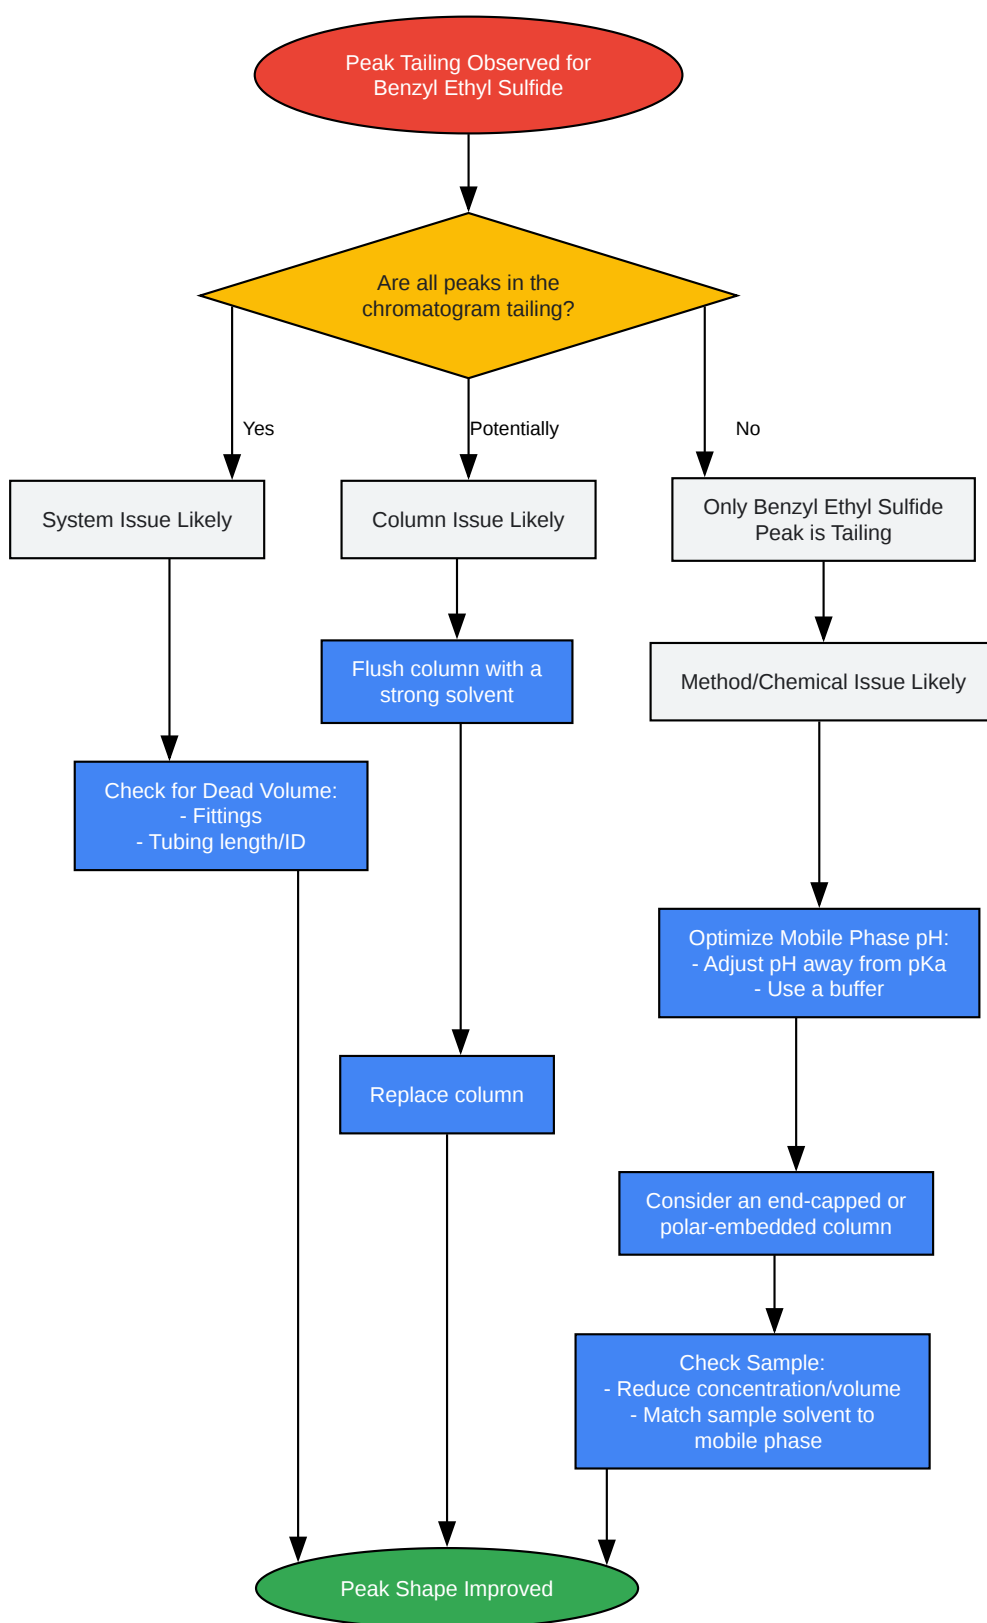 Peak Tailing Observed for
Benzyl Ethyl Sulfide
Are all peaks in the
chromatogram tailing?
Yes
Potentially
No
System Issue Likely
Column Issue Likely
Only Benzyl Ethyl Sulfide
Peak is Tailing
Flush column with a
strong solvent
Method/Chemical Issue Likely
Check for Dead Volume:
- Fittings
- Tubing length/ID
Optimize Mobile Phase pH:
- Adjust pH away from pKa
- Use a buffer
Replace column
Consider an end-capped or
polar-embedded column
Check Sample:
- Reduce concentration/volume
- Match sample solvent to
mobile phase
Peak Shape Improved